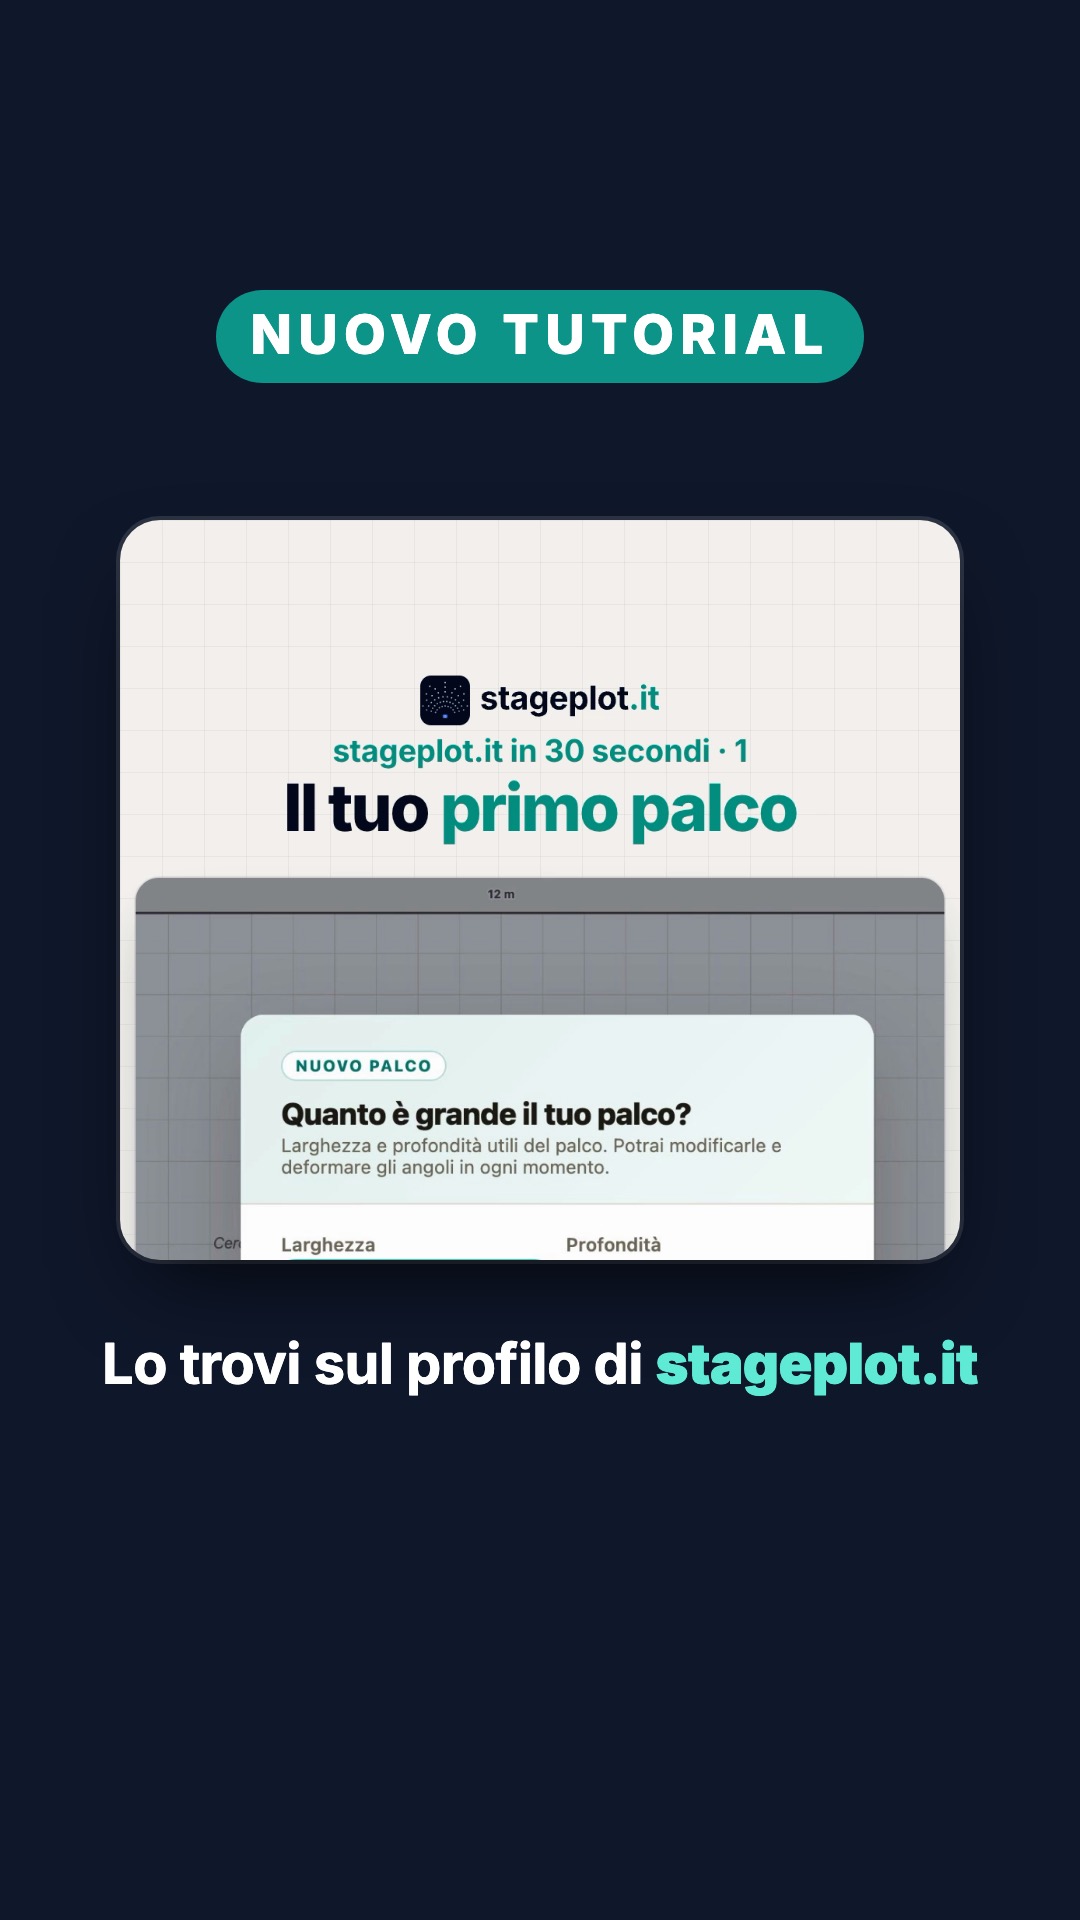 NUOVO TUTORIAL
stageplot.it
stageplot.it in 30 secondi · 1
Il tuo primo palco
12 m
NUOVO PALCO
Quanto è grande il tuo palco?
Larghezza e profondità utili del palco. Potrai modificarle e
deformare gli angoli in ogni momento.
Larghezza Profondità
Lo trovi sul profilo di stageplot.it